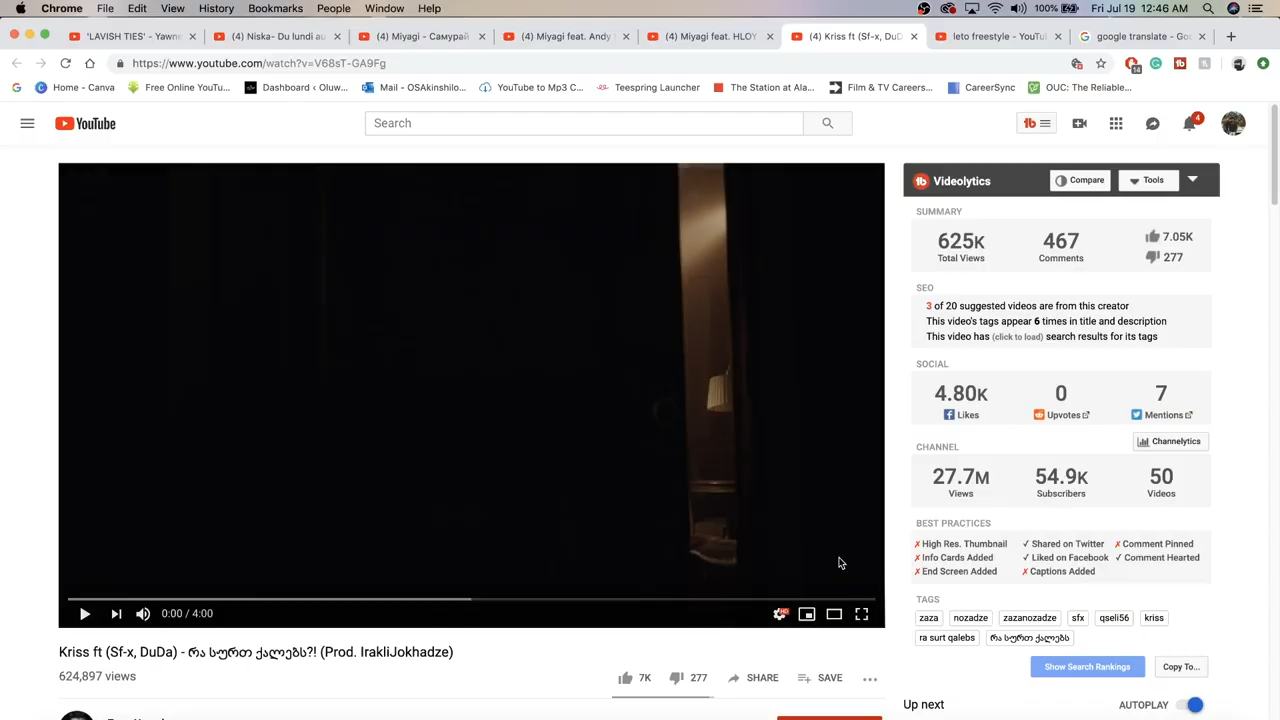 Chrome File Edit View History Bookmarks People Window Help 100% Fri Jul 19 12:46 AM
'LAVISH TIES' - Yawne (4) Niska- Du lundi au (4) Miyagi - Самурай (4) Miyagi feat. Andy (4) Miyagi feat. HLOY (4) Kriss ft (Sf-x, DuD leto freestyle - YouTu google translate - Go
https://www.youtube.com/watch?v=V68sT-GA9Fg 14
Home - Canva Free Online YouTu... Dashboard ‹ Oluw... Mail - OSAkinshilo... YouTube to Mp3 C... Teespring Launcher The Station at Ala... Film & TV Careers... CareerSync OUC: The Reliable...
YouTube Search 4
Videolytics Compare Tools
SUMMARY
625K 467 7.05K
Total Views Comments 277
SEO
3 of 20 suggested videos are from this creator
This video's tags appear 6 times in title and description
This video has (click to load) search results for its tags
SOCIAL
4.80K 0 7
Likes Upvotes Mentions
CHANNEL Channelytics
27.7M 54.9K 50
Views Subscribers Videos
BEST PRACTICES
✗ High Res. Thumbnail ✓ Shared on Twitter ✗ Comment Pinned
✗ Info Cards Added ✓ Liked on Facebook ✓ Comment Hearted
✗ End Screen Added ✗ Captions Added
TAGS
zaza nozadze zazanozadze sfx qseli56 kriss
ra surt qalebs რა სურთ ქალებს
Show Search Rankings Copy To...
0:00 / 4:00 HD
Kriss ft (Sf-x, DuDa) - რა სურთ ქალებს?! (Prod. IrakliJokhadze)
624,897 views 7K 277 SHARE SAVE
Up next AUTOPLAY